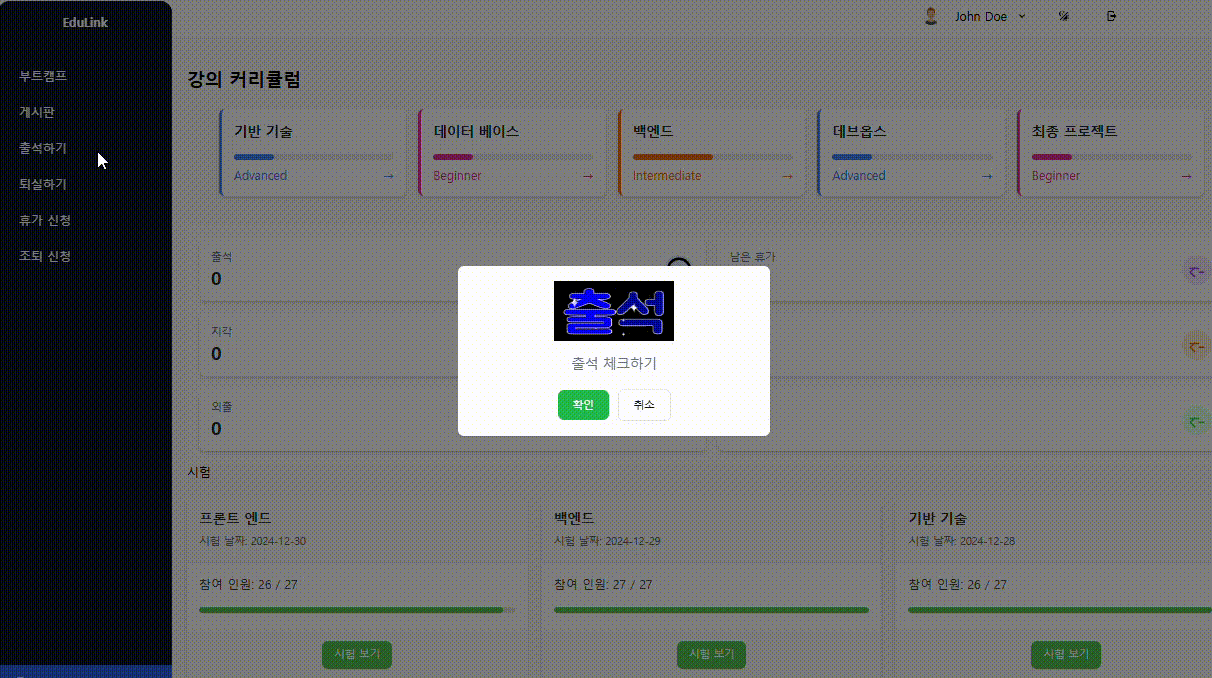 EduLink
John Doe
부트캠프
게시판
출석하기
퇴실하기
휴가 신청
조퇴 신청
강의 커리큘럼
기반 기술
Advanced →
데이터 베이스
Beginner →
백엔드
Intermediate →
데브옵스
Advanced →
최종 프로젝트
Beginner →
출석
0
남은 휴가
지각
0
외출
0
출석
출석 체크하기
확인
취소
시험
프론트 엔드
시험 날짜: 2024-12-30
참여 인원: 26 / 27
시험 보기
백엔드
시험 날짜: 2024-12-29
참여 인원: 27 / 27
시험 보기
기반 기술
시험 날짜: 2024-12-28
참여 인원: 26 / 27
시험 보기